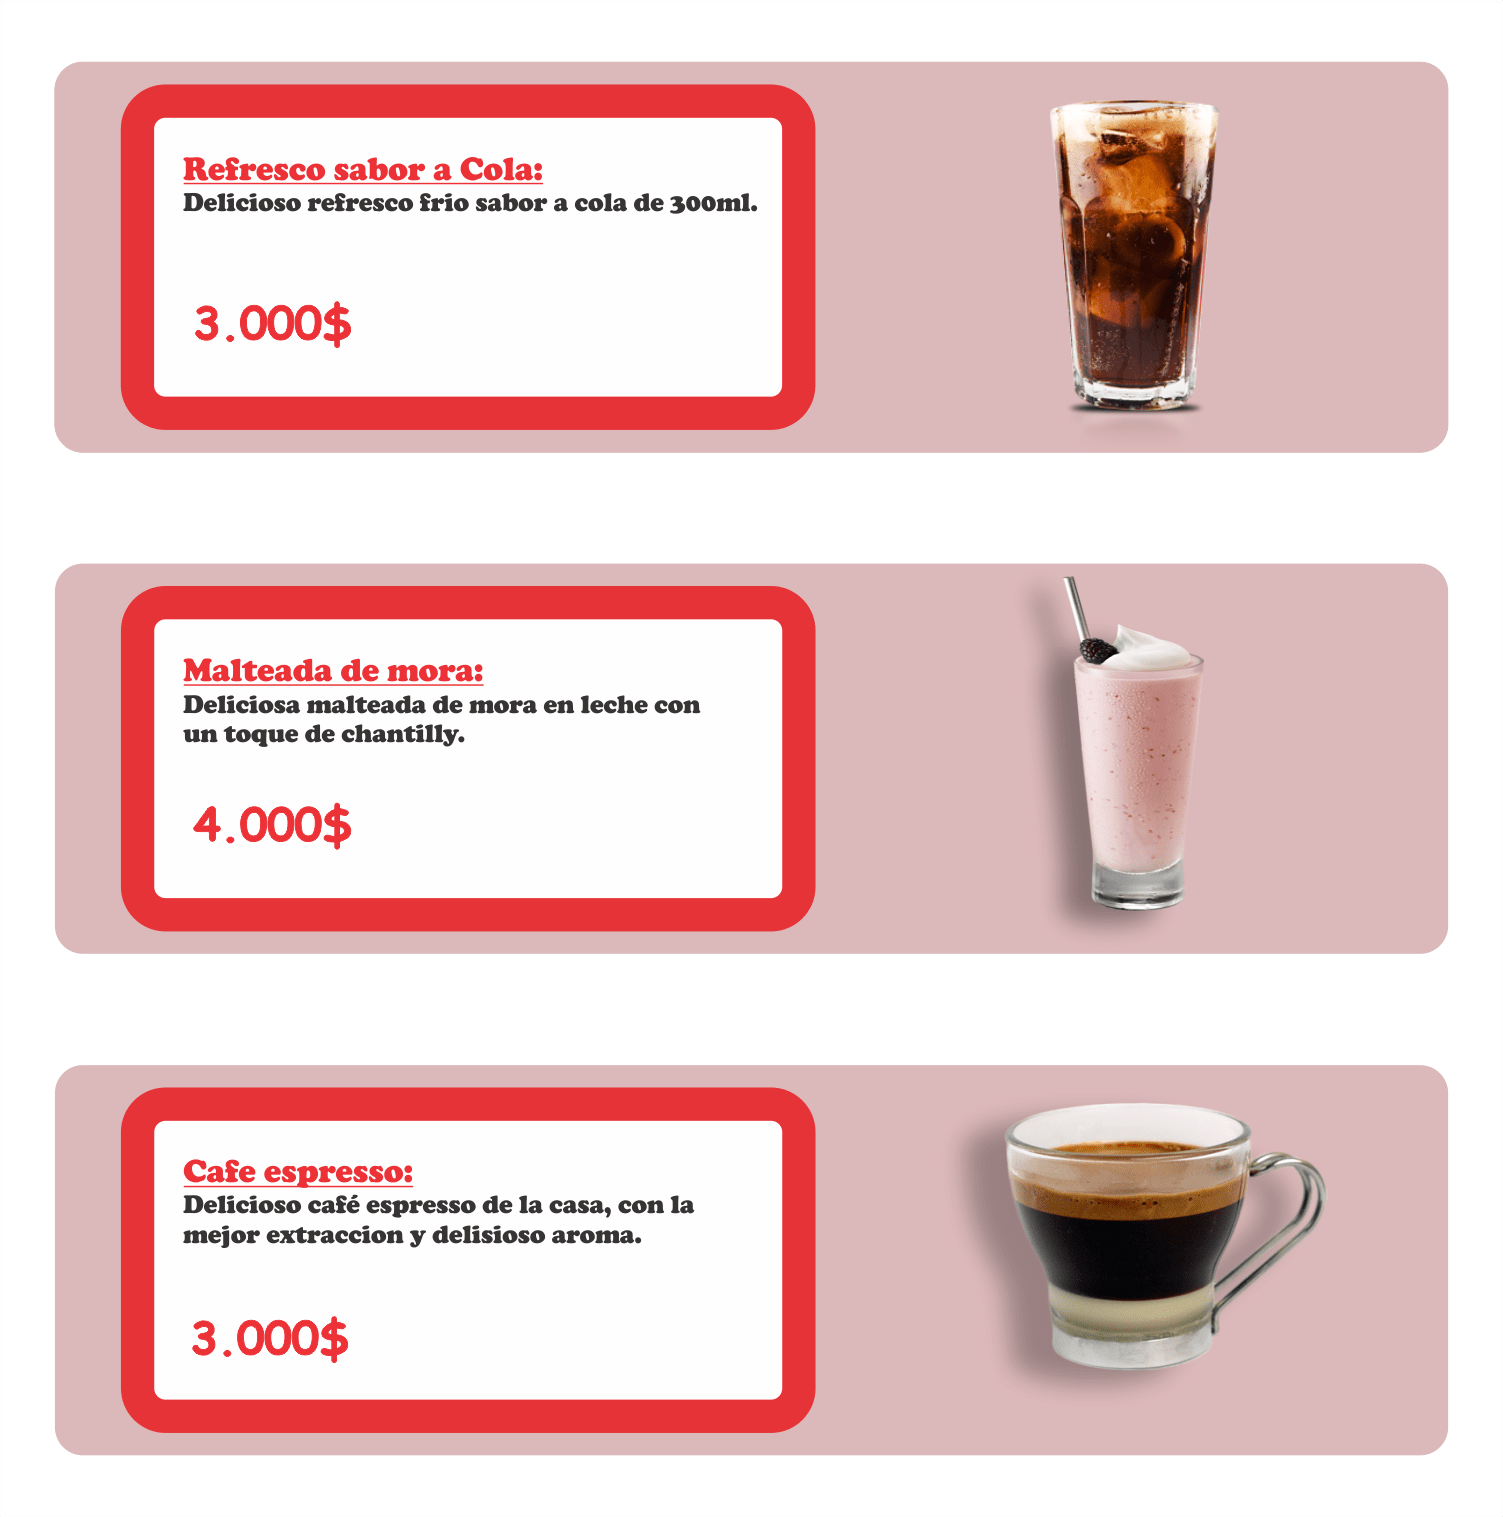 Refresco sabor a Cola:
Delicioso refresco frio sabor a cola de 300ml.
3.000$
Malteada de mora:
Deliciosa malteada de mora en leche con
un toque de chantilly.
4.000$
Cafe espresso:
Delicioso café espresso de la casa, con la
mejor extraccion y delisioso aroma.
3.000$